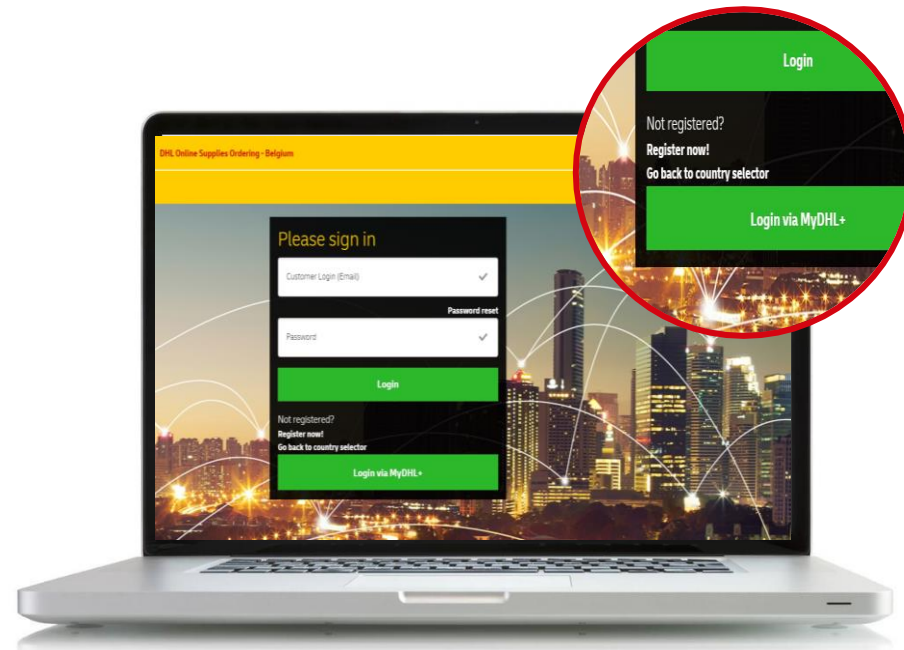 DHL Online Supplies Ordering - Belgium
Please sign in
Customer Login (Email)
Password reset
Password
Login
Not registered?
Register now!
Go back to country selector
Login via MyDHL+
Login
Not registered?
Register now!
Go back to country selector
Login via MyDHL+